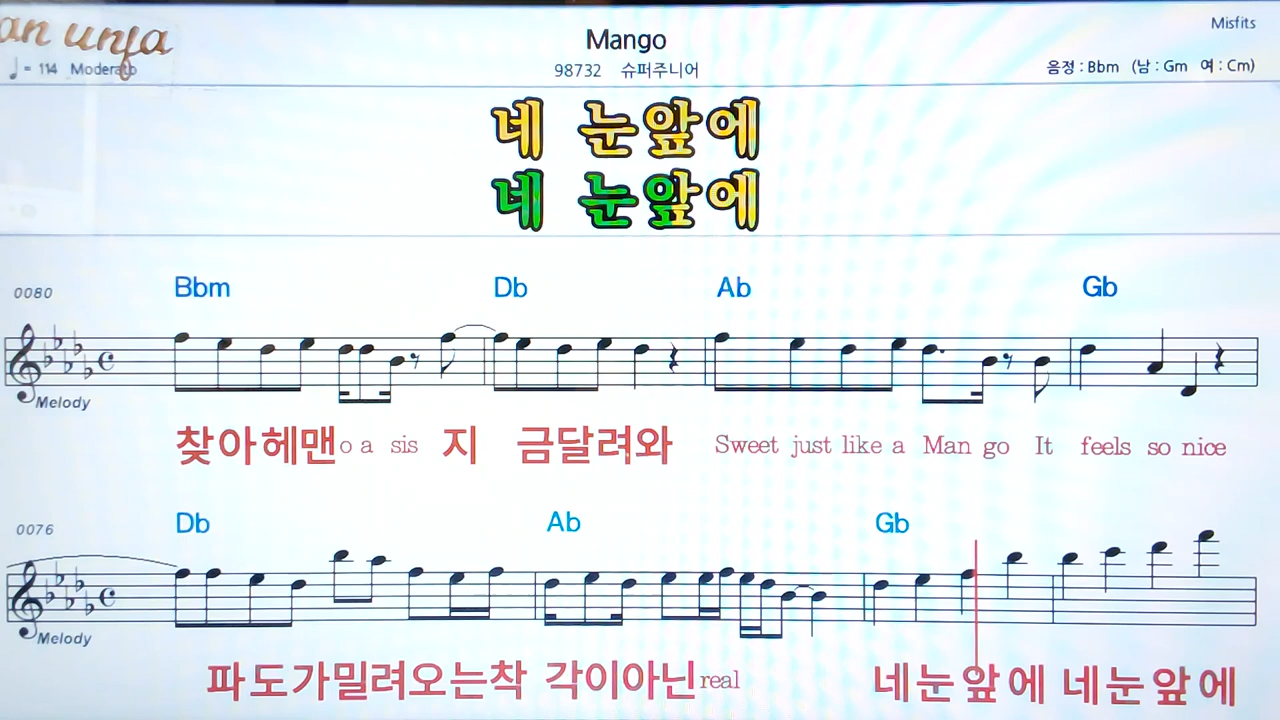 an unfa
Mango
Misfits
♩= 114 Moderato
98732 슈퍼주니어
음정 : Bbm (남 : Gm 여 : Cm)
네 눈앞에
네 눈앞에
0080 Bbm Db Ab Gb
Melody
찾아헤맨 o a sis 지 금달려와 Sweet just like a Man go It feels so nice
0076 Db Ab Gb
Melody
파도가밀려오는착 각이아닌 real 네눈앞에 네눈앞에